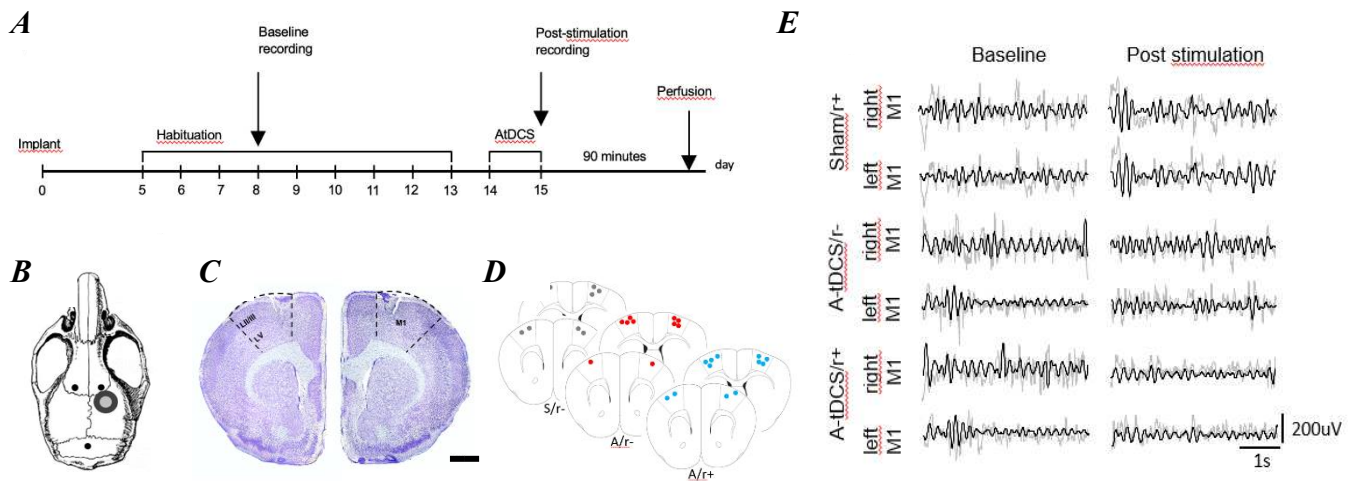 A
Baseline
recording
Post-stimulation
recording
Perfusion
Implant
Habituation
AtDCS
90 minutes
day
0
5
6
7
8
9
10
11
12
13
14
15
B
C
LII/III
LV
M1
D
S/r-
A/r-
A/r+
E
Baseline
Post stimulation
Sham/r+
right
M1
left
M1
A-tDCS/r-
right
M1
left
M1
A-tDCS/r+
right
M1
left
M1
200uV
1s